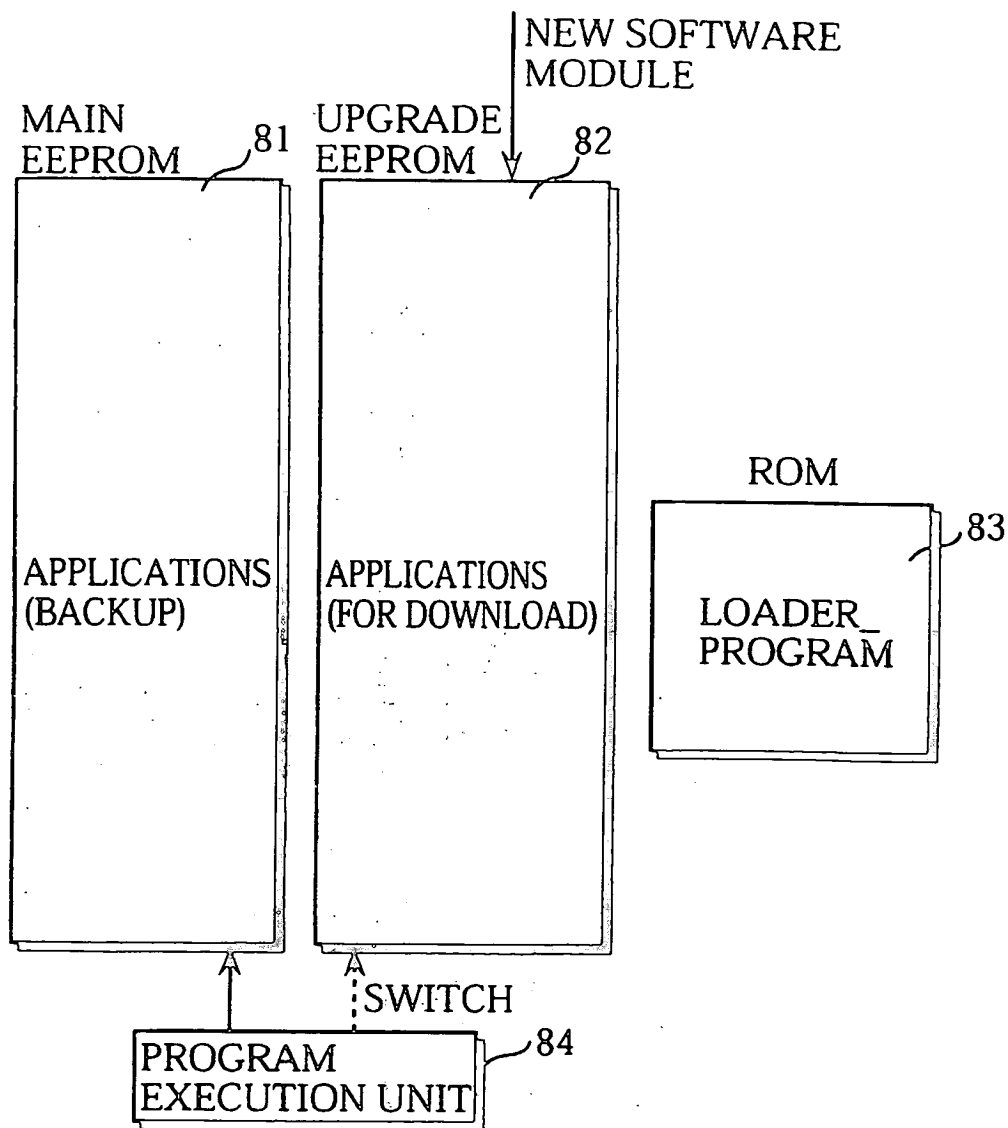 NEW SOFTWARE
MODULE
MAIN
EEPROM
81
UPGRADE
EEPROM
82
APPLICATIONS
(BACKUP)
APPLICATIONS
(FOR DOWNLOAD)
ROM
83
LOADER_
PROGRAM
SWITCH
PROGRAM
EXECUTION UNIT
84